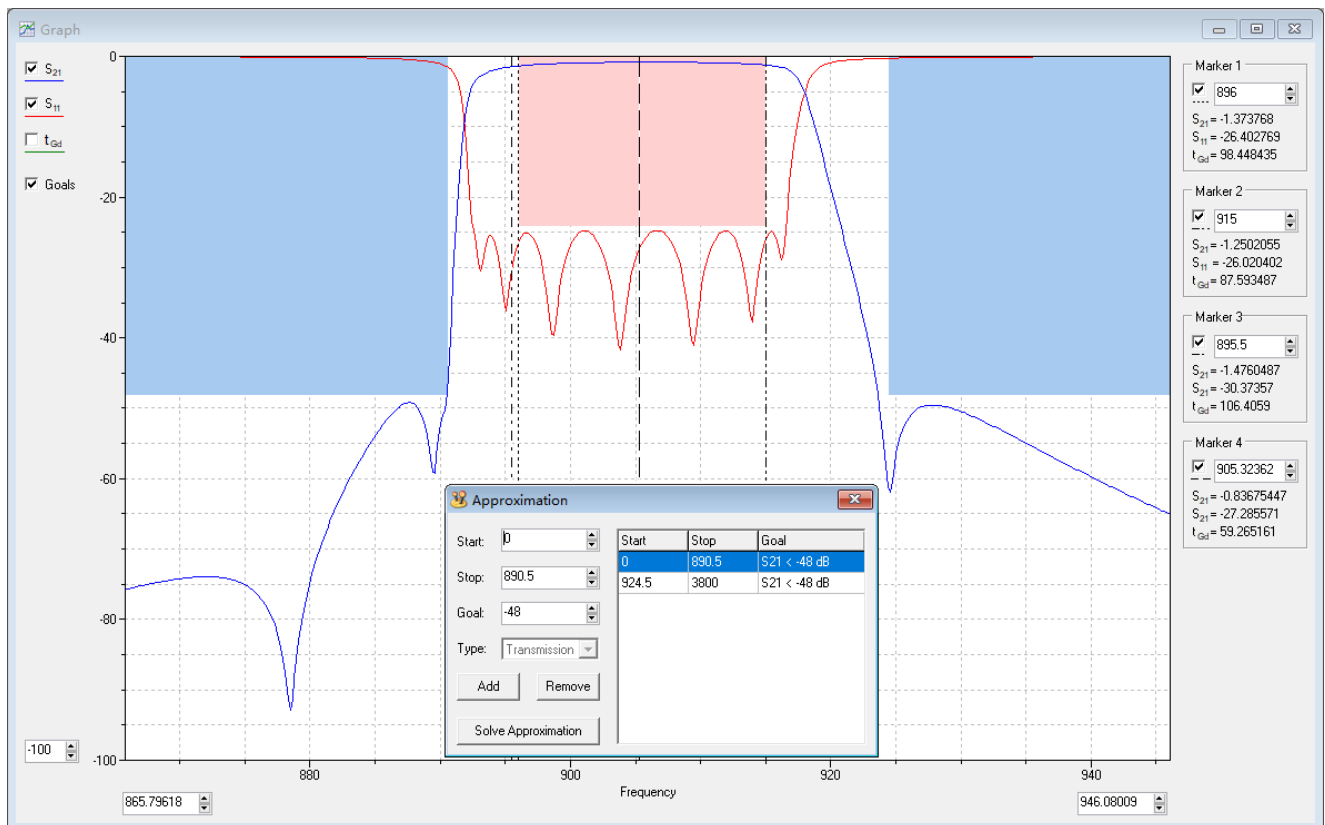 Graph
S21
S11
tGd
Goals
0
-20
-40
-60
-80
-100
-100
880
900
920
940
Frequency
865.79618
946.08009
Marker 1
896
S21 = -1.373768
S11 = -26.402769
tGd = 98.448435
Marker 2
915
S21 = -1.2502055
S11 = -26.020402
tGd = 87.593487
Marker 3
895.5
S21 = -1.4760487
S11 = -30.37357
tGd = 106.4059
Marker 4
905.32362
S21 = -0.83675447
S21 = -27.285571
tGd = 59.265161
Approximation
Start: 0
Stop: 890.5
Goal: -48
Type: Transmission
Add Remove
Solve Approximation
Start Stop Goal
0 890.5 S21 < -48 dB
924.5 3800 S21 < -48 dB